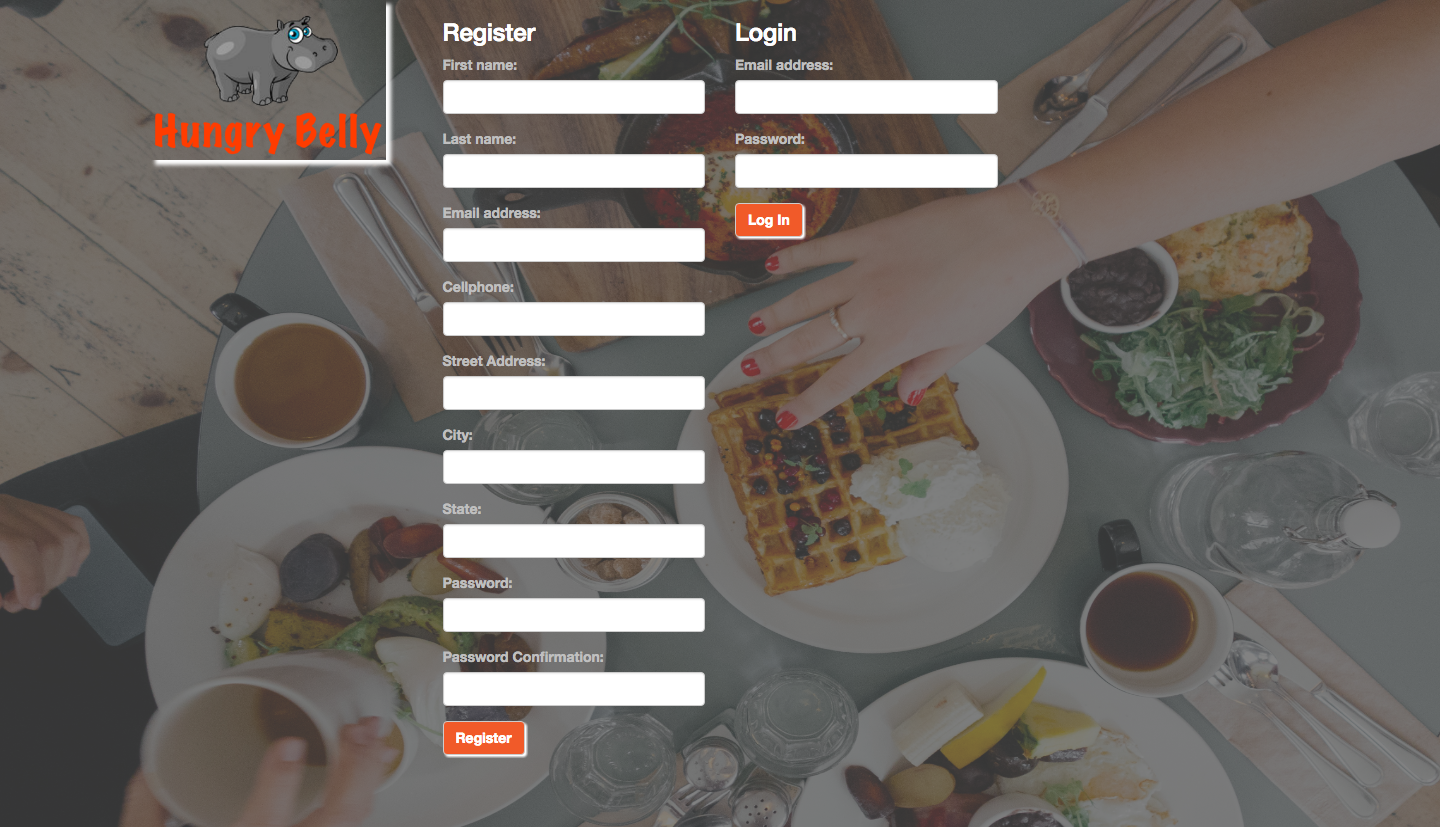 Hungry Belly
Register
First name:
Last name:
Email address:
Cellphone:
Street Address:
City:
State:
Password:
Password Confirmation:
Register
Login
Email address:
Password:
Log In